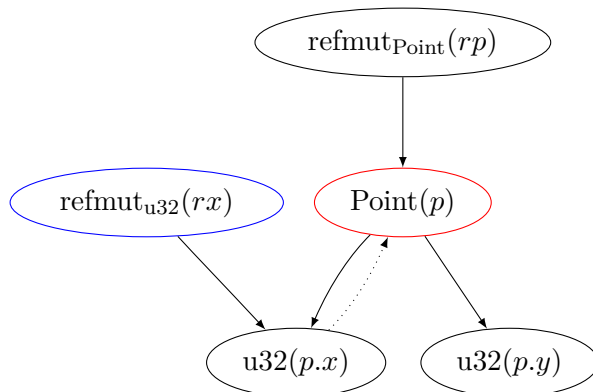 refmut_Point(rp)
refmut_u32(rx)
Point(p)
u32(p.x)
u32(p.y)